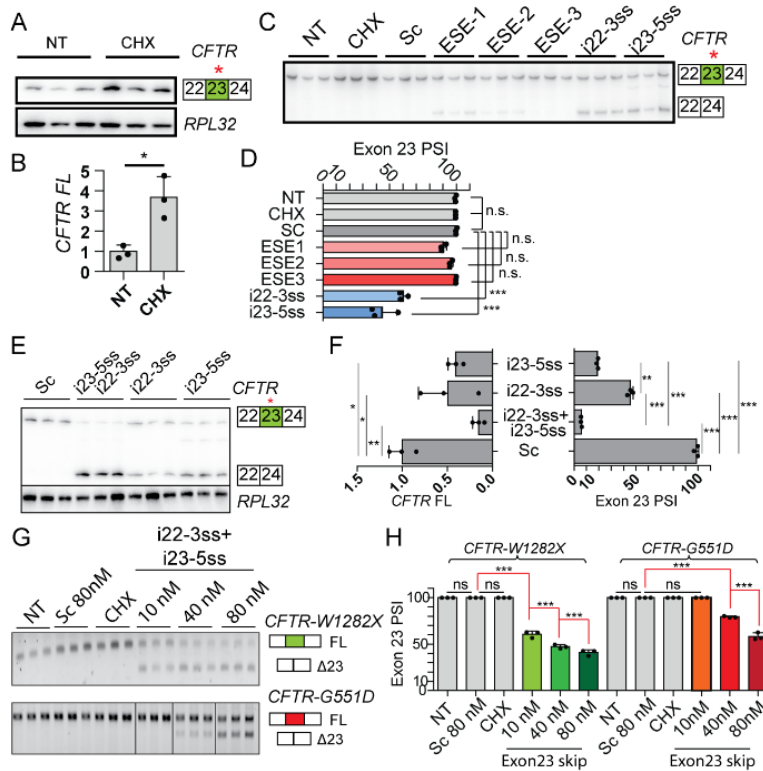 A
NT
CHX
CFTR
*
22 23 24
RPL32
B
CFTR FL
5
4
3
2
1
0
*
NT
CHX
C
NT
CHX
Sc
ESE-1
ESE-2
ESE-3
i22-3ss
i23-5ss
CFTR
*
22 23 24
22 24
D
Exon 23 PSI
0
10
50
100
NT
CHX
SC
ESE1
ESE2
ESE3
i22-3ss
i23-5ss
n.s.
n.s.
n.s.
n.s.
***
***
E
Sc
i23-5ss
i22-3ss
i22-3ss
i23-5ss
CFTR
*
22 23 24
22 24
RPL32
F
i23-5ss
i22-3ss
i22-3ss+
i23-5ss
Sc
*
*
**
**
***
***
***
***
***
1.5
1.0
0.5
0.0
CFTR FL
0
10
50
100
Exon 23 PSI
G
i22-3ss+
i23-5ss
NT
Sc 80nM
CHX
10 nM
40 nM
80 nM
CFTR-W1282X
FL
Δ23
CFTR-G551D
FL
Δ23
H
CFTR-W1282X
CFTR-G551D
ns
ns
***
***
***
ns
ns
***
***
Exon 23 PSI
100
50
10
0
NT
Sc 80 nM
CHX
10 nM
40 nM
80 nM
NT
Sc 80 nM
CHX
10nM
40nM
80nM
Exon23 skip
Exon23 skip